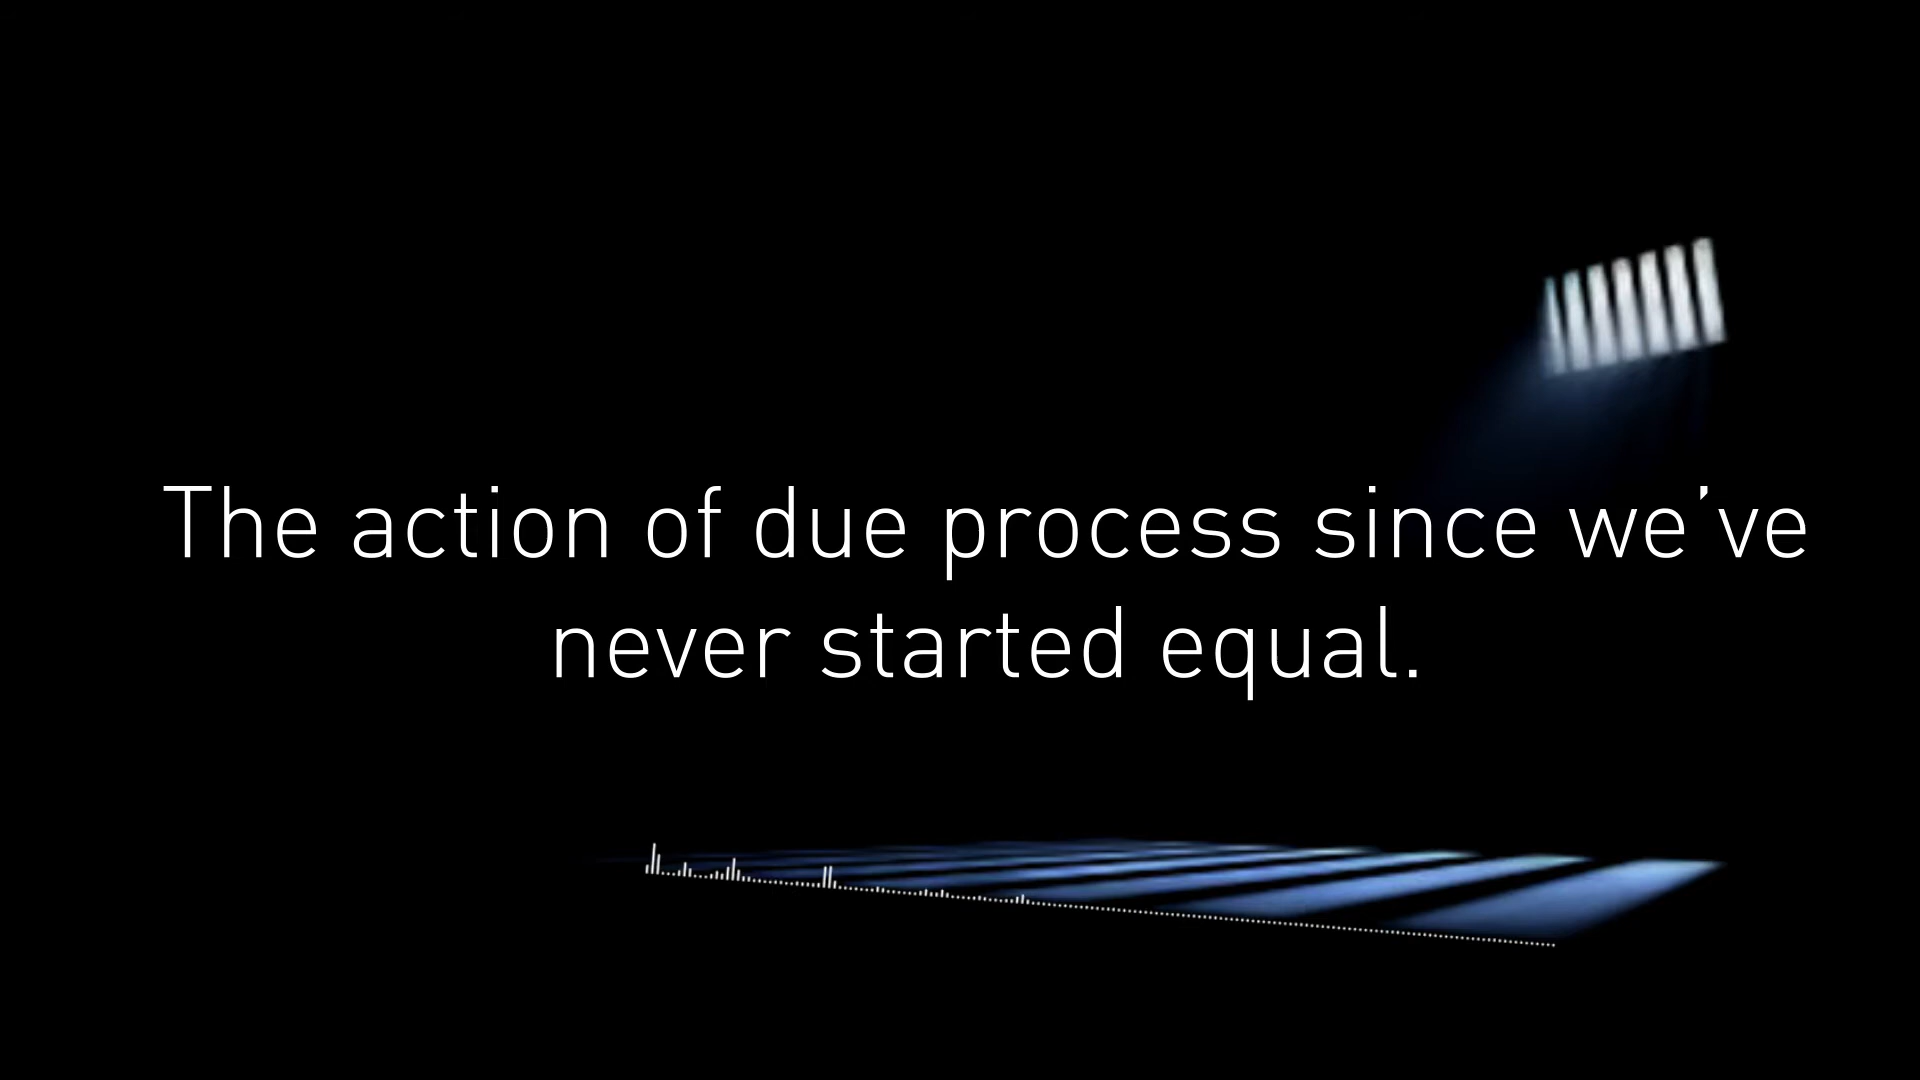 The action of due process since we've
never started equal.